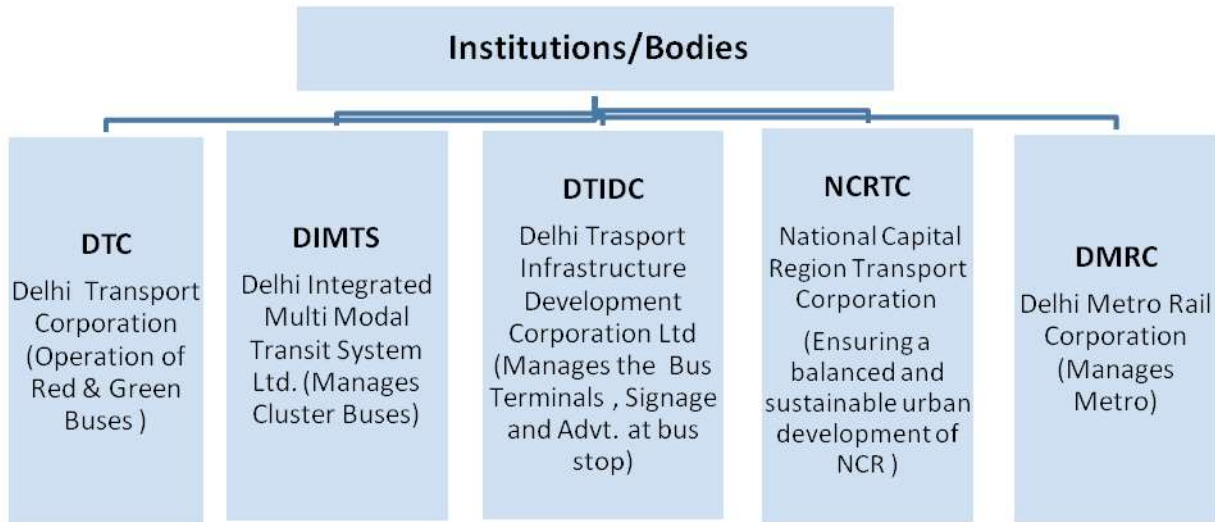 Institutions/Bodies
DTC
Delhi Transport
Corporation
(Operation of
Red & Green
Buses )
DIMTS
Delhi Integrated
Multi Modal
Transit System
Ltd. (Manages
Cluster Buses)
DTIDC
Delhi Trasport
Infrastructure
Development
Corporation Ltd
(Manages the Bus
Terminals , Signage
and Advt. at bus
stop)
NCRTC
National Capital
Region Transport
Corporation
(Ensuring a
balanced and
sustainable urban
development of
NCR )
DMRC
Delhi Metro Rail
Corporation
(Manages
Metro)